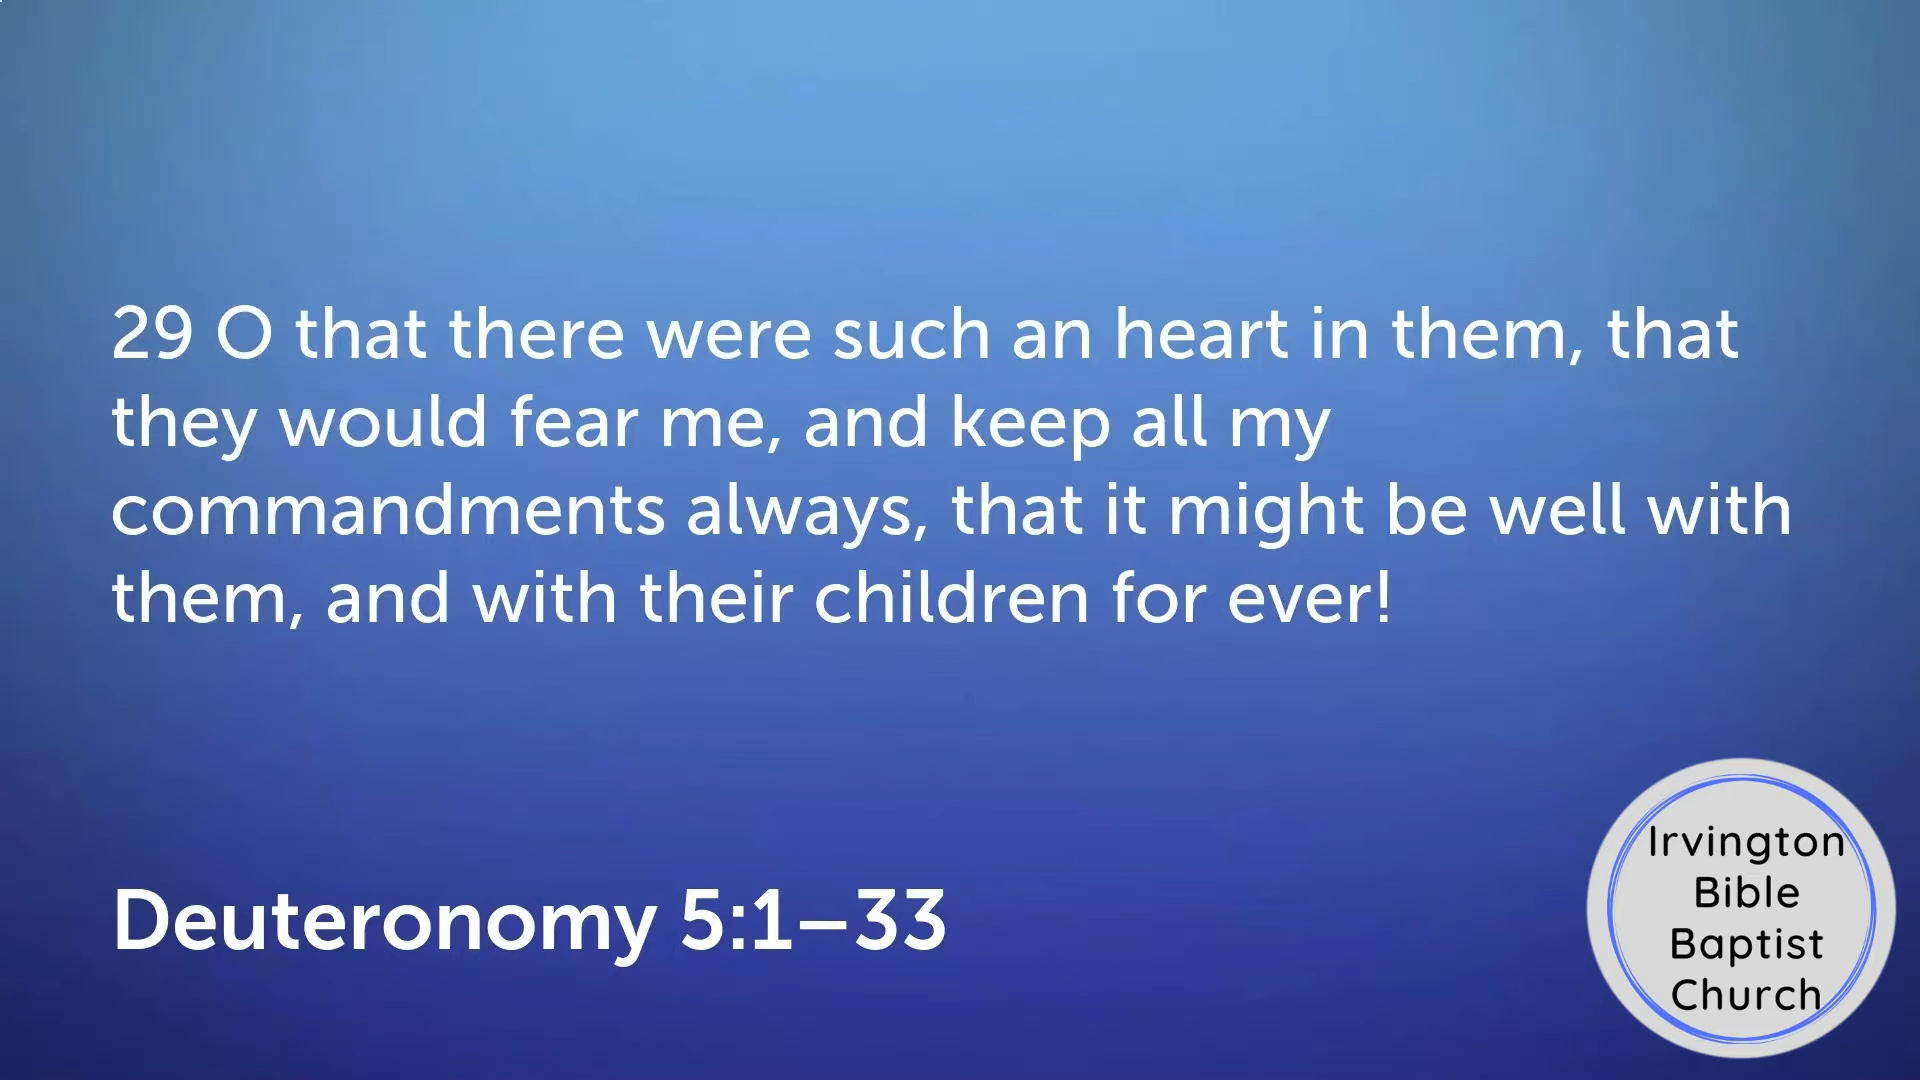 29 O that there were such an heart in them, that
they would fear me, and keep all my
commandments always, that it might be well with
them, and with their children for ever!
Deuteronomy 5:1–33
Irvington
Bible
Baptist
Church